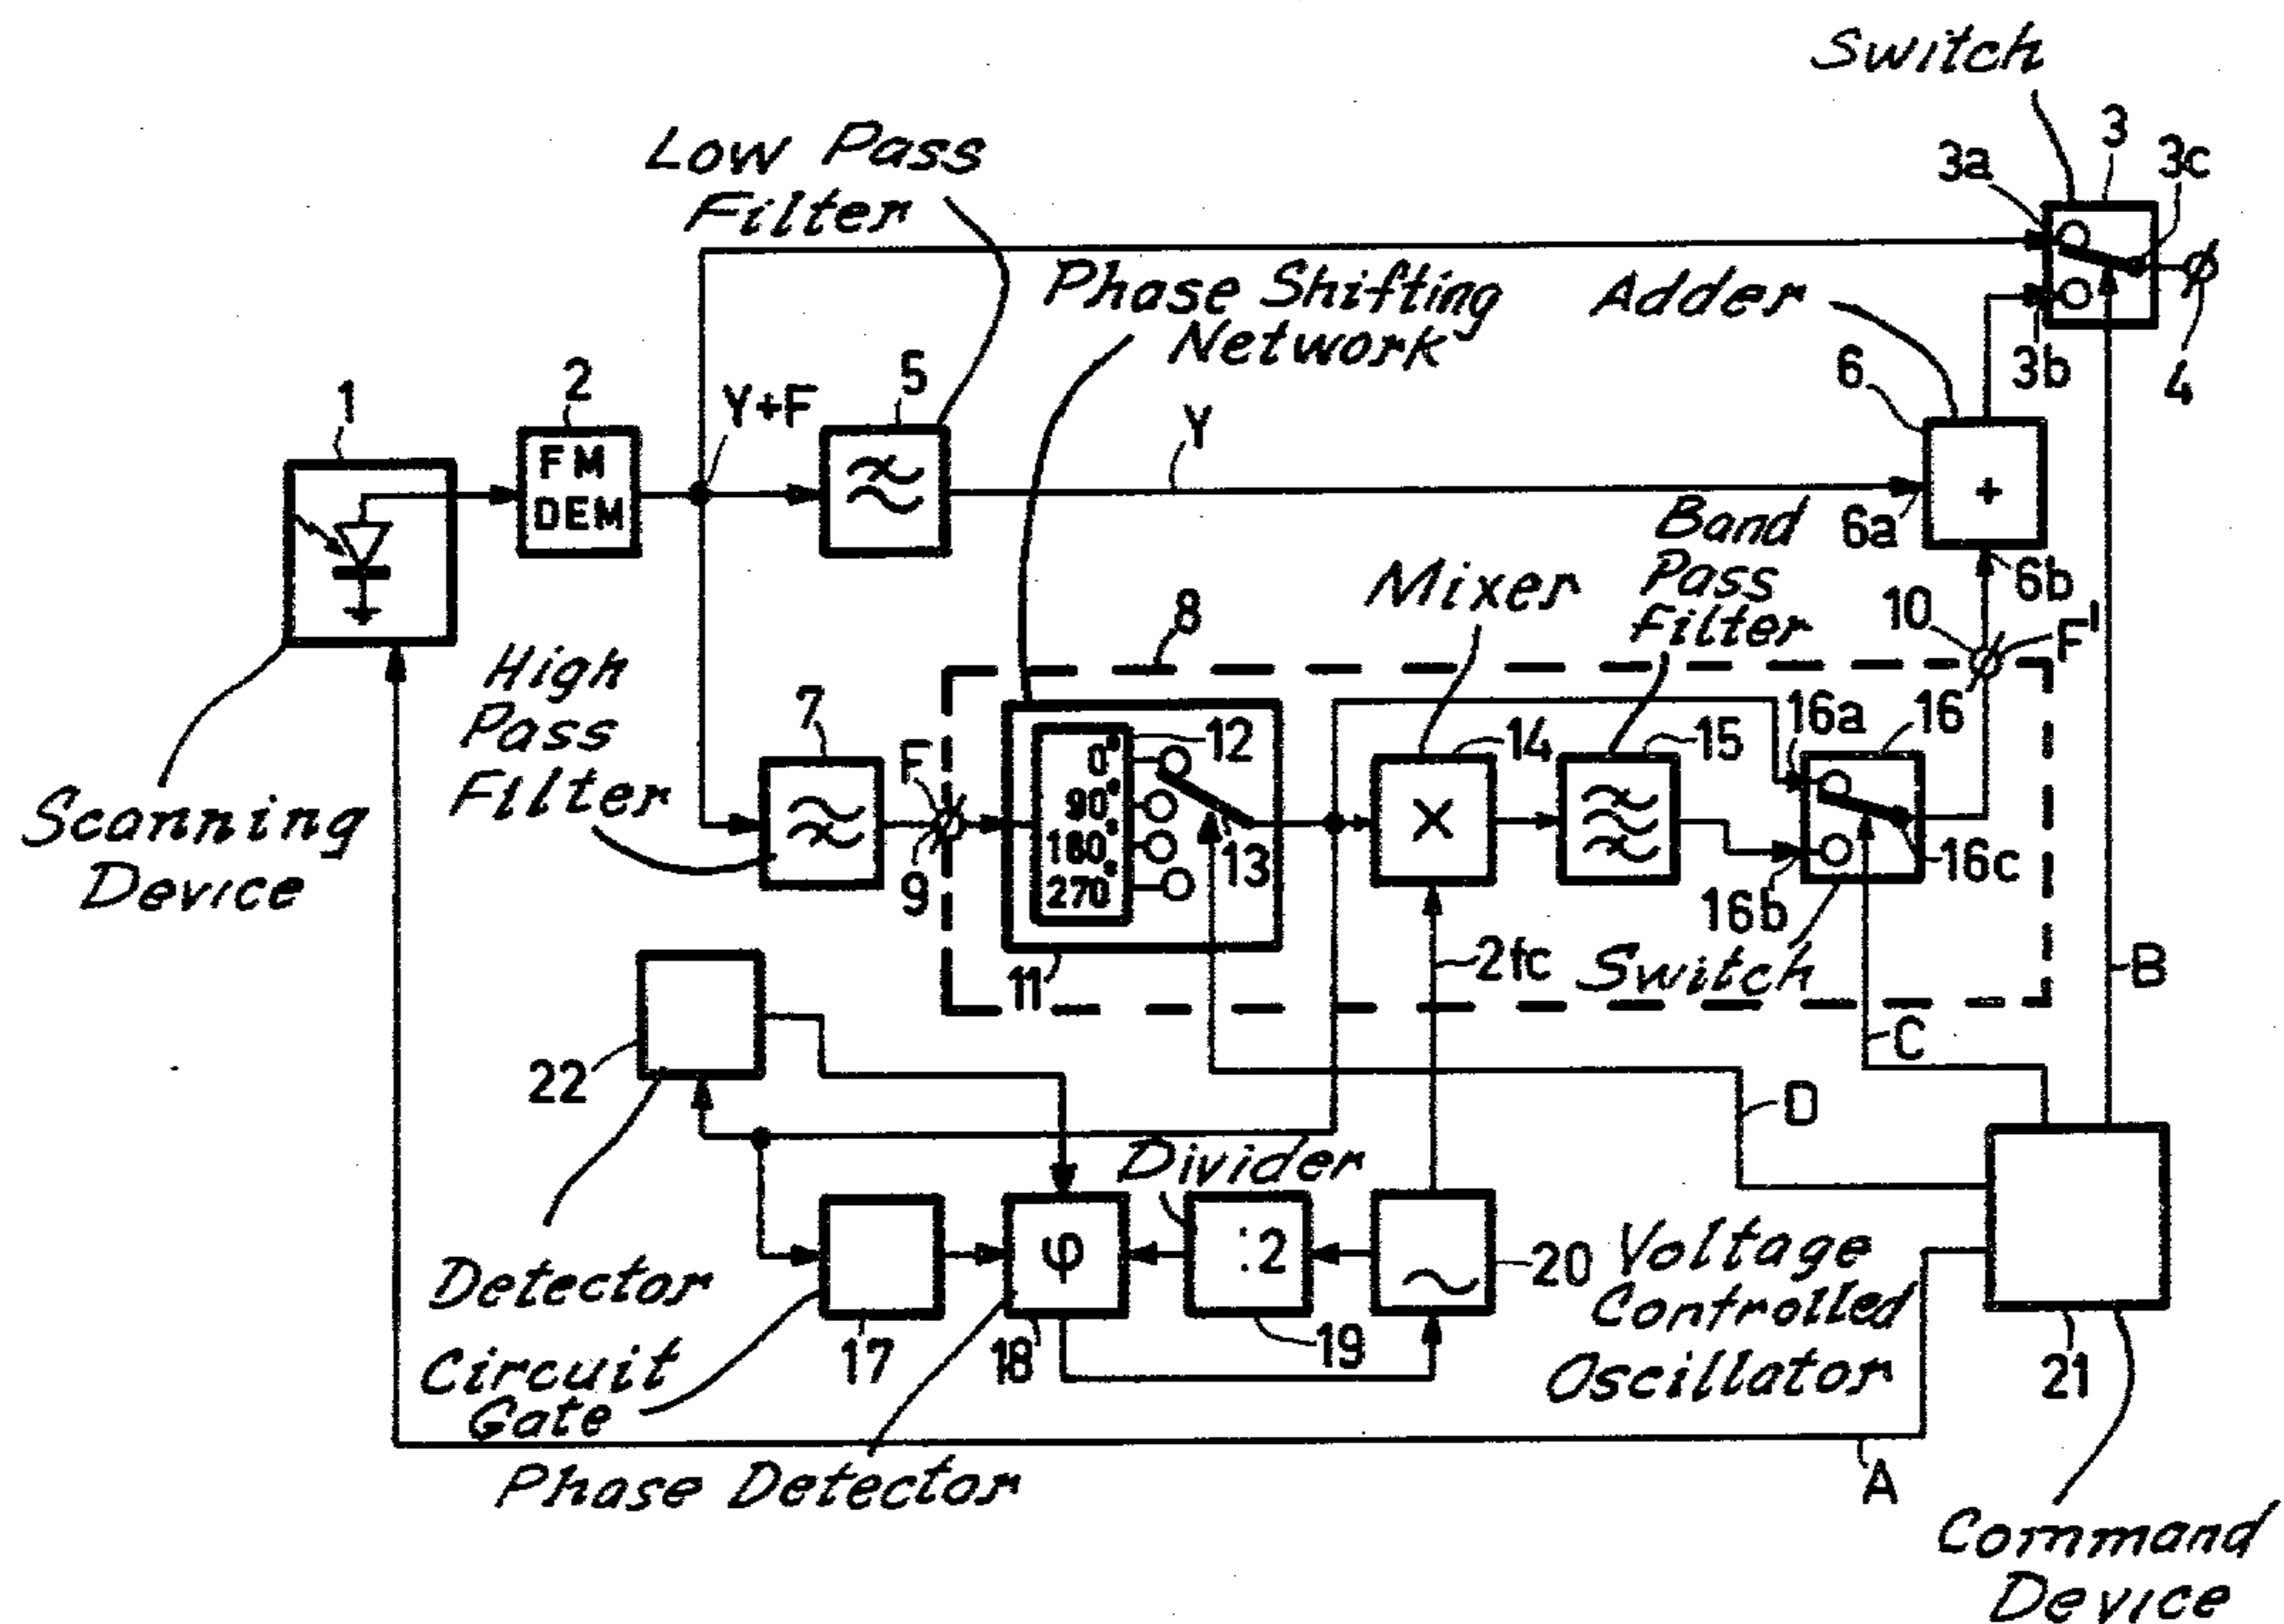 Switch
3
3a
3c
Low Pass
Filter
Phase Shifting
Network
Adder
3b
4
6
1
2
Y+F
5
Y
FM
DEM
+
6a
Band
Pass
Filter
6b
Mixer
10
F'
8
High
Pass
Filter
7
F
9
12
0°
90°
180°
270°
13
11
14
X
15
16a
16
16b
16c
Scanning
Device
2fc
Switch
B
C
22
D
Divider
Detector
φ
:2
20
Voltage
Controlled
Oscillator
17
18
19
21
Circuit
Gate
A
Phase Detector
Command
Device